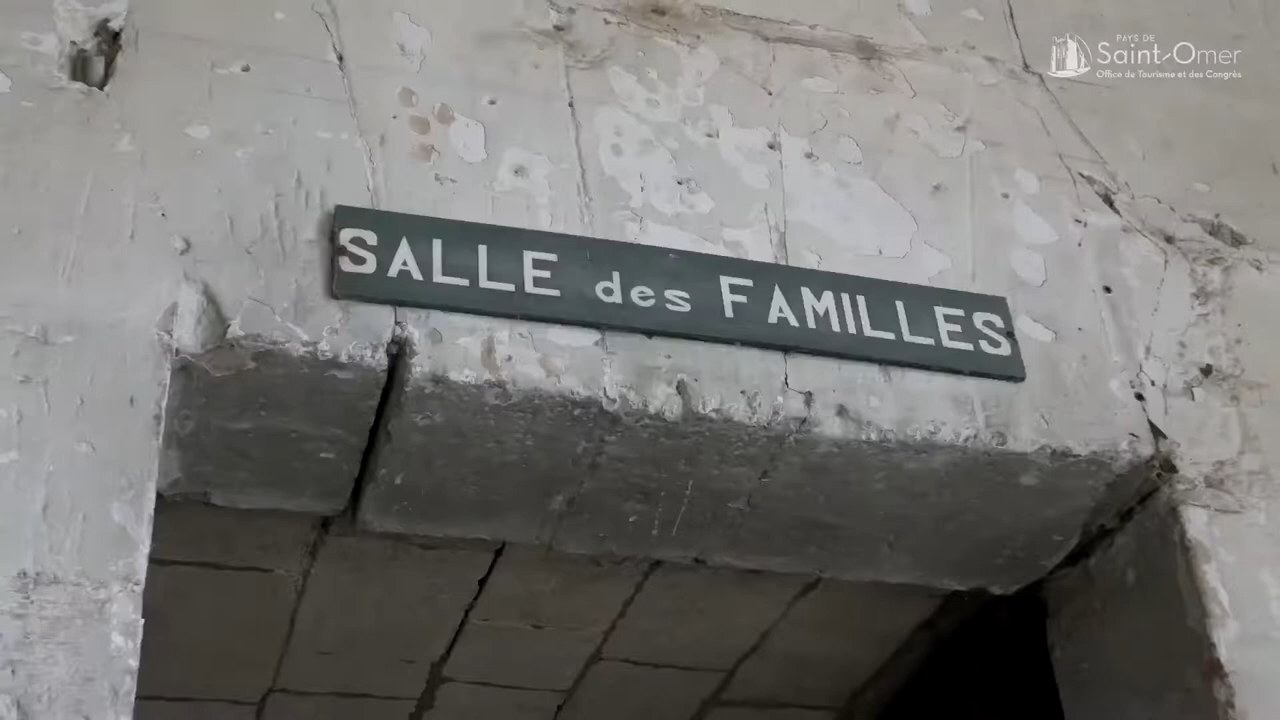 PAYS DE
Saint-Omer
Office de Tourisme et des Congrès
SALLE des FAMILLES